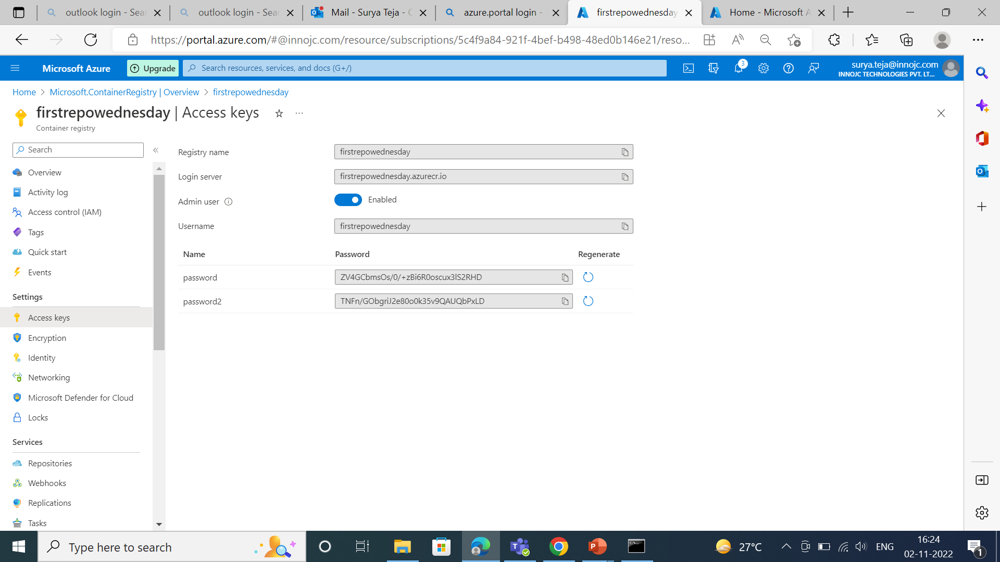 outlook login - Sea
outlook login - Sea
Mail - Surya Teja - O
azure.portal login -
firstrepowednesday
Home - Microsoft A
https://portal.azure.com/#@innojc.com/resource/subscriptions/5c4f9a84-921f-4bef-b498-48ed0b146e21/reso...
Microsoft Azure
Upgrade
Search resources, services, and docs (G+/)
3
surya.teja@innojc.com
INNOJC TECHNOLOGIES PVT. LT...
Home > Microsoft.ContainerRegistry | Overview > firstrepowednesday
firstrepowednesday | Access keys
Container registry
Search
Overview
Activity log
Access control (IAM)
Tags
Quick start
Events
Settings
Access keys
Encryption
Identity
Networking
Microsoft Defender for Cloud
Locks
Services
Repositories
Webhooks
Replications
Tasks
Registry name
firstrepowednesday
Login server
firstrepowednesday.azurecr.io
Admin user
Enabled
Username
firstrepowednesday
Name Password Regenerate
password ZV4GCbmsOs/0/+zBi6R0oscux3lS2RHD
password2 TNFn/GObgriJ2e80o0k35v9QAUQbPxLD
Type here to search
27°C
ENG
16:24
02-11-2022
1